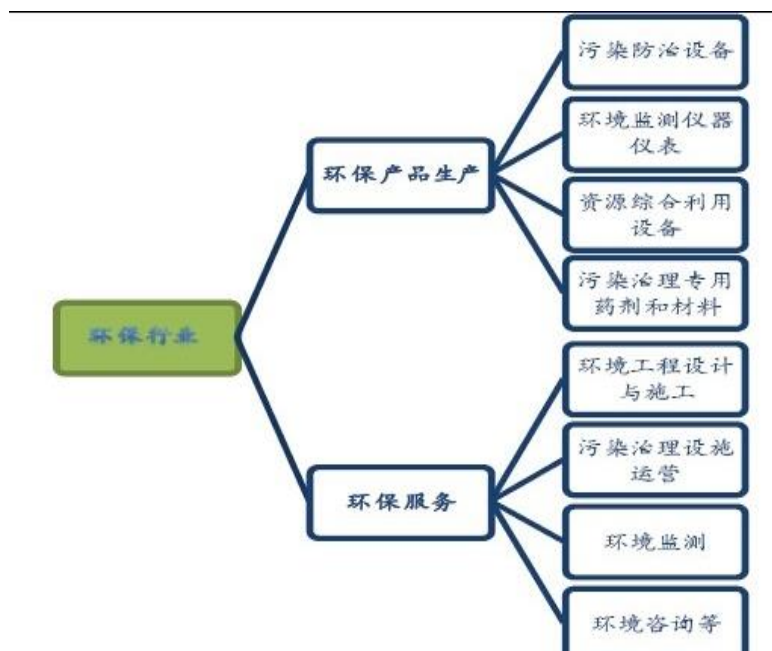 污染防治设备
环境监测仪器
仪表
环保产品生产
资源综合利用
设备
污染治理专用
药剂和材料
环保行业
环境工程设计
与施工
污染治理设施
运营
环保服务
环境监测
环境咨询等